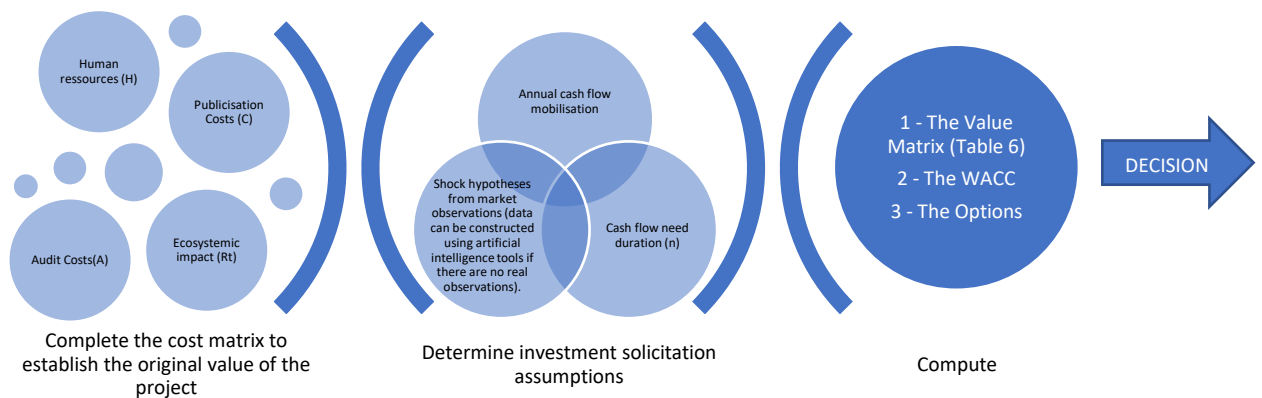 Human
ressources (H)
Publicisation
Costs (C)
Audit Costs(A)
Ecosystemic
impact (Rt)
Complete the cost matrix to
establish the original value of the
project
Annual cash flow
mobilisation
Shock hypotheses
from market
observations (data
can be constructed
using artificial
intelligence tools if
there are no real
observations).
Cash flow need
duration (n)
Determine investment solicitation
assumptions
1 - The Value
Matrix (Table 6)
2 - The WACC
3 - The Options
Compute
DECISION